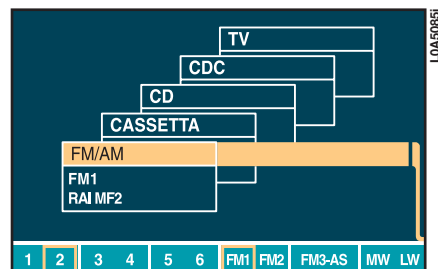 TV
CDC
CD
CASSETTA
FM/AM
FM1
RAI MF2
1 2 3 4 5 6 FM1 FM2 FM3-AS MW LW
L0A5085i